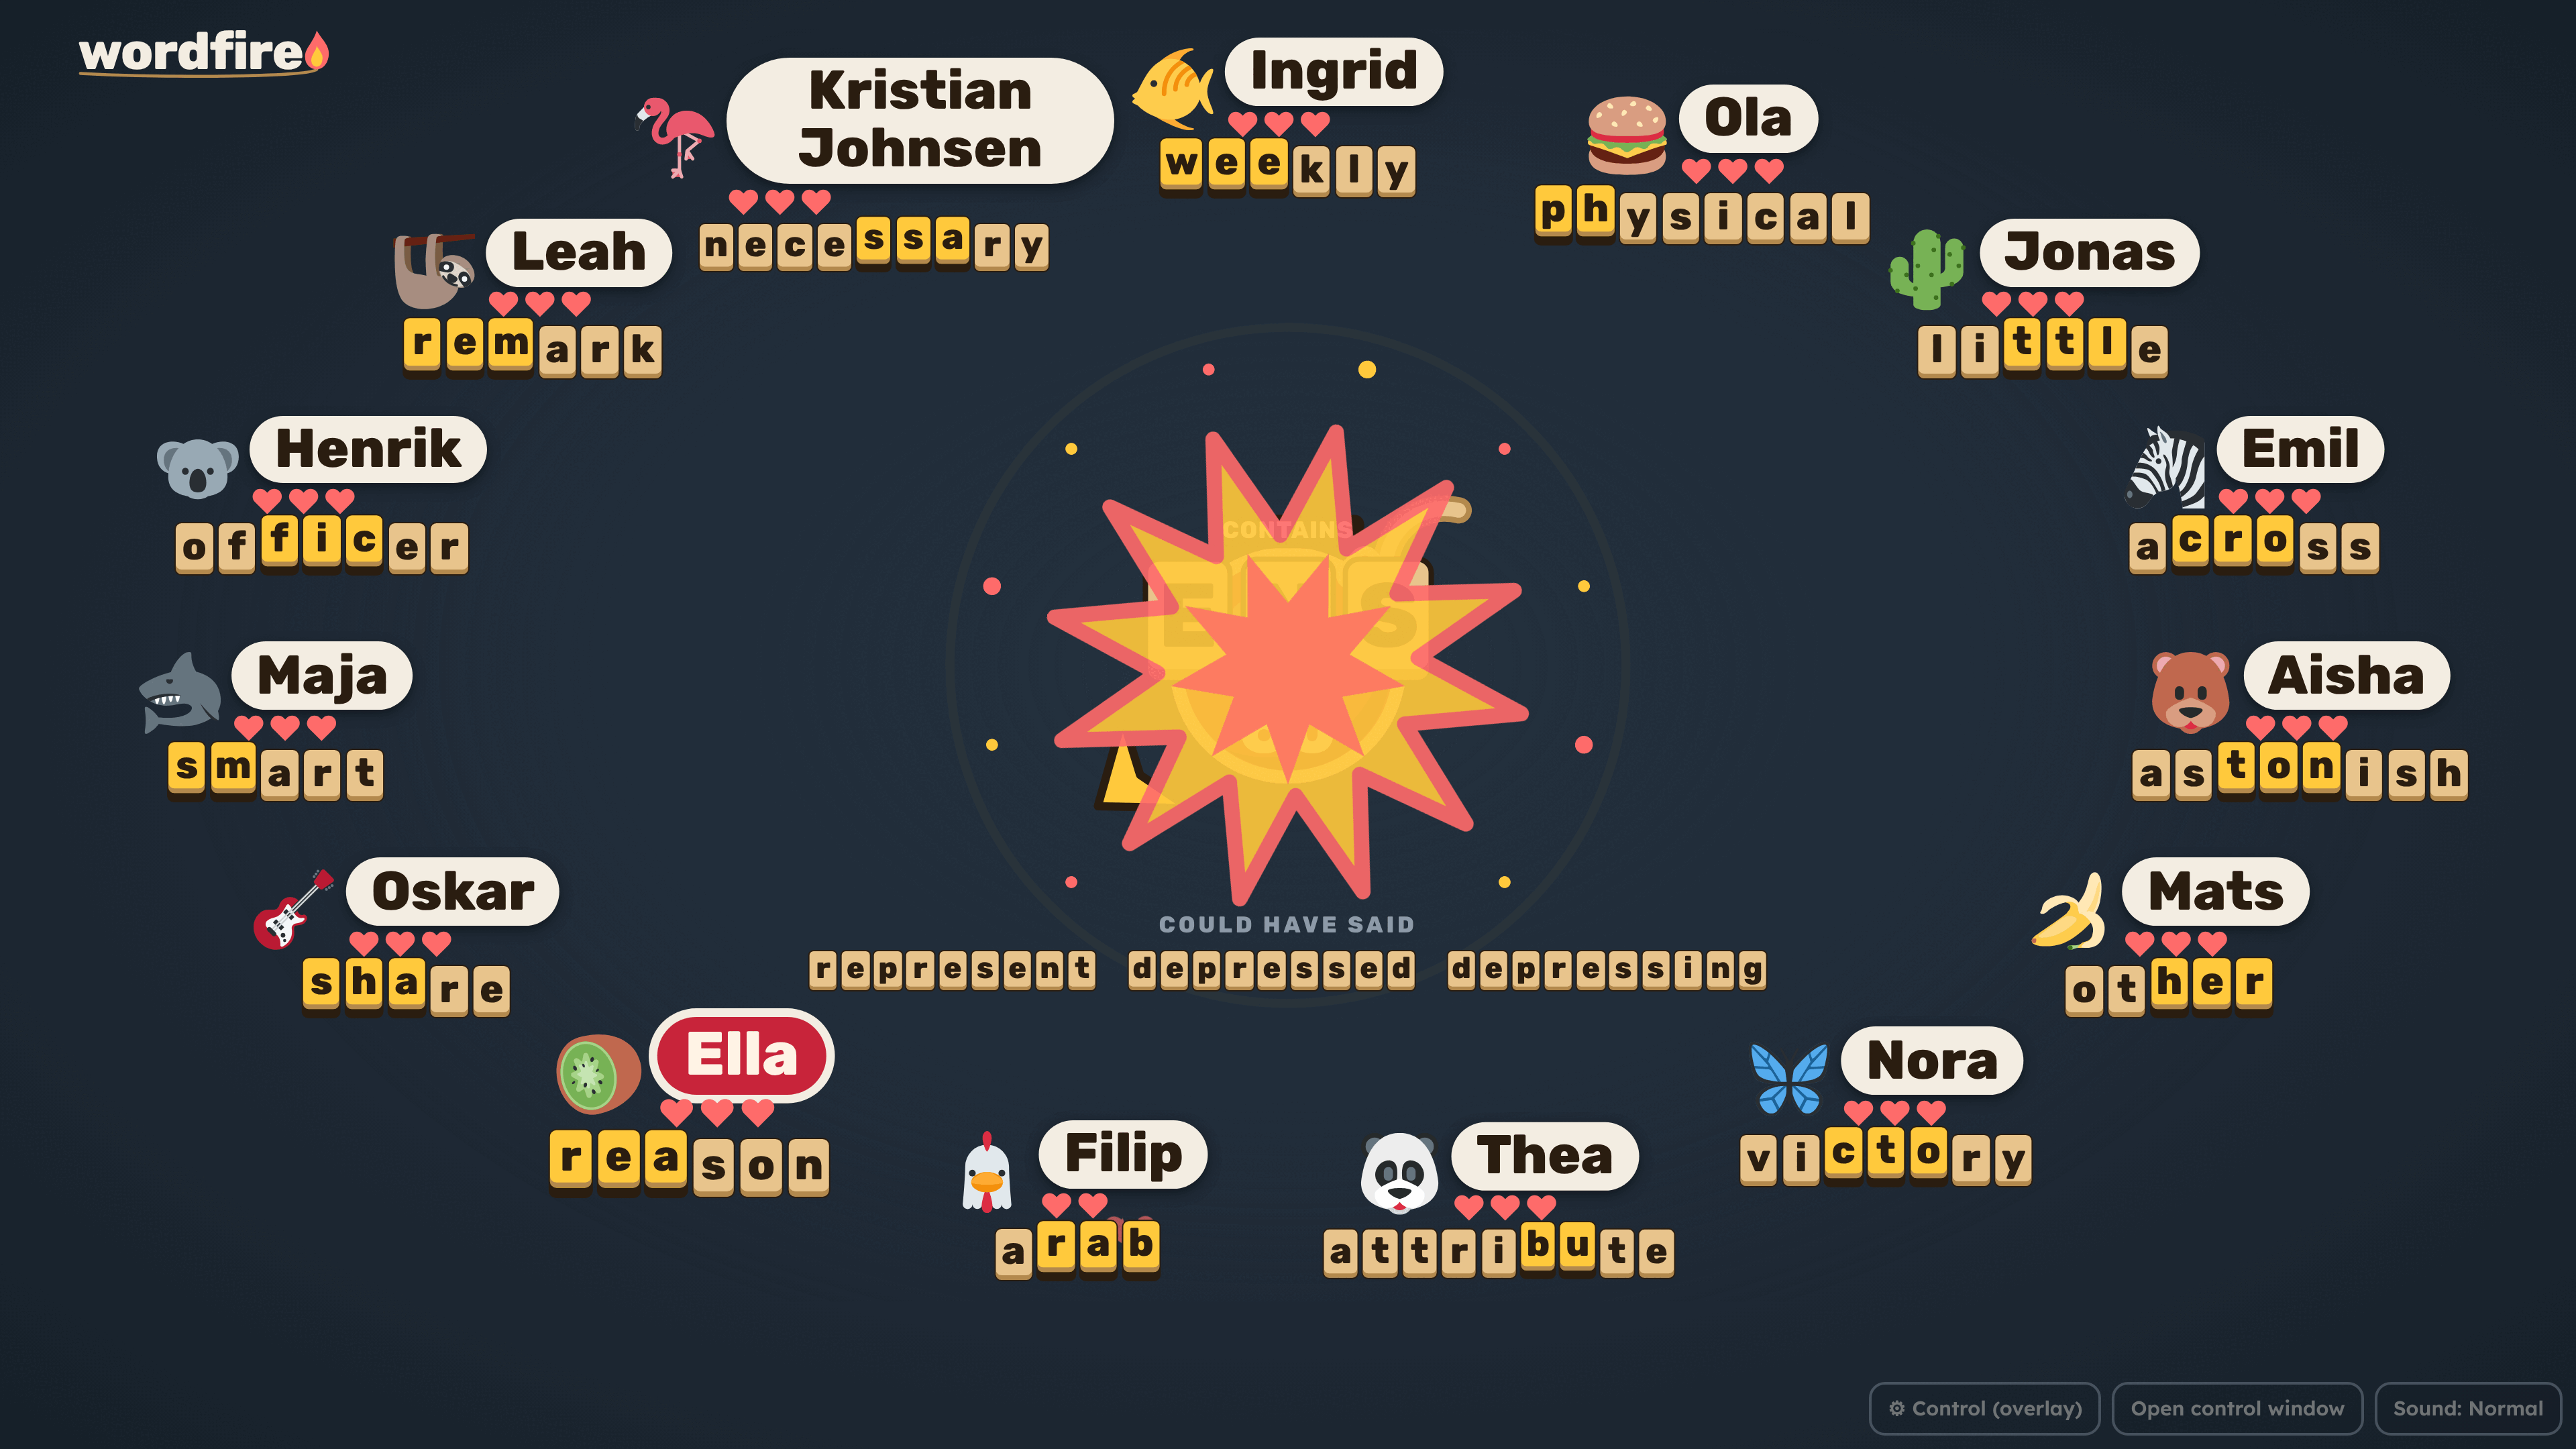 wordfire
Kristian
Johnsen
necessary
Ingrid
weekly
Ola
physical
Leah
remark
Jonas
little
Henrik
officer
Emil
across
CONTAINS
E S
Maja
smart
Aisha
astonish
Oskar
share
Mats
other
COULD HAVE SAID
represent depressed depressing
Ella
reason
Nora
victory
Filip
arab
Thea
attribute
⚙ Control (overlay) Open control window Sound: Normal